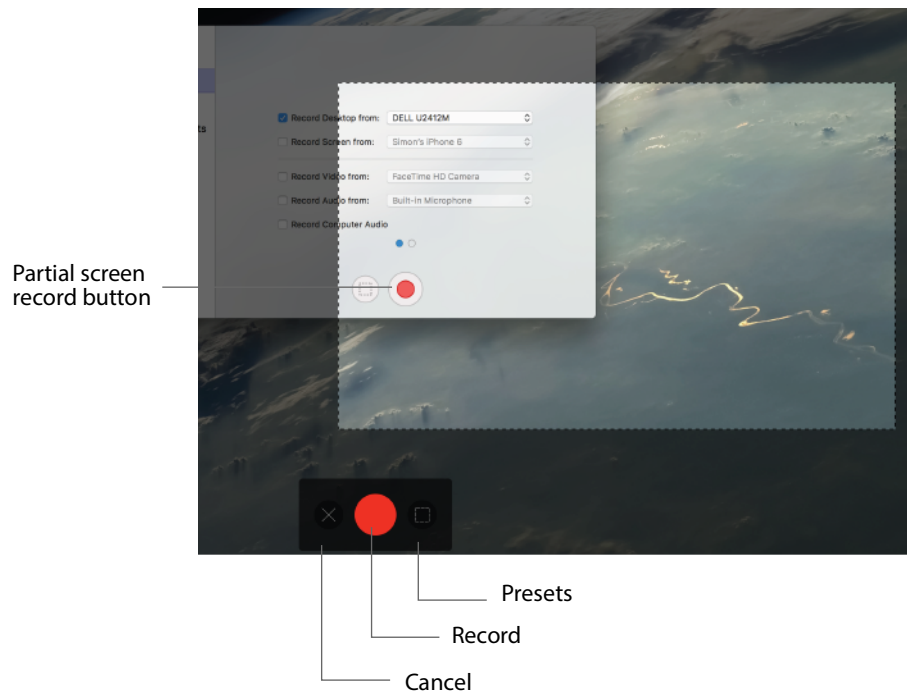 ts
Record Desktop from: DELL U2412M
Record Screen from: Simon's iPhone 6
Record Video from: FaceTime HD Camera
Record Audio from: Built-in Microphone
Record Computer Audio
Partial screen
record button
Presets
Record
Cancel